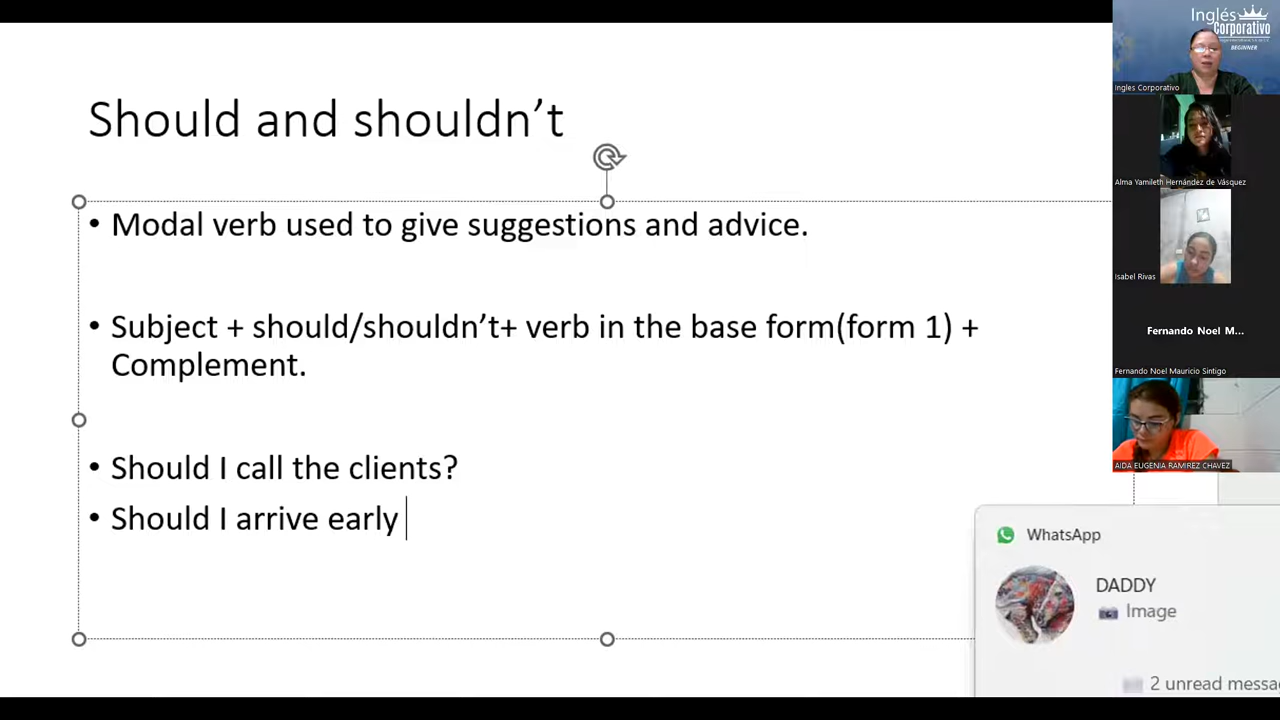 Should and shouldn't
• Modal verb used to give suggestions and advice.
• Subject + should/shouldn't+ verb in the base form(form 1) +
Complement.
• Should I call the clients?
• Should I arrive early
Inglés
Corporativo
BEGINNER
Ingles Corporativo
Alma Yamileth Hernández de Vásquez
Isabel Rivas
Fernando Noel M...
Fernando Noel Mauricio Sintigo
AIDA EUGENIA RAMIREZ CHAVEZ
WhatsApp
DADDY
Image
2 unread messa